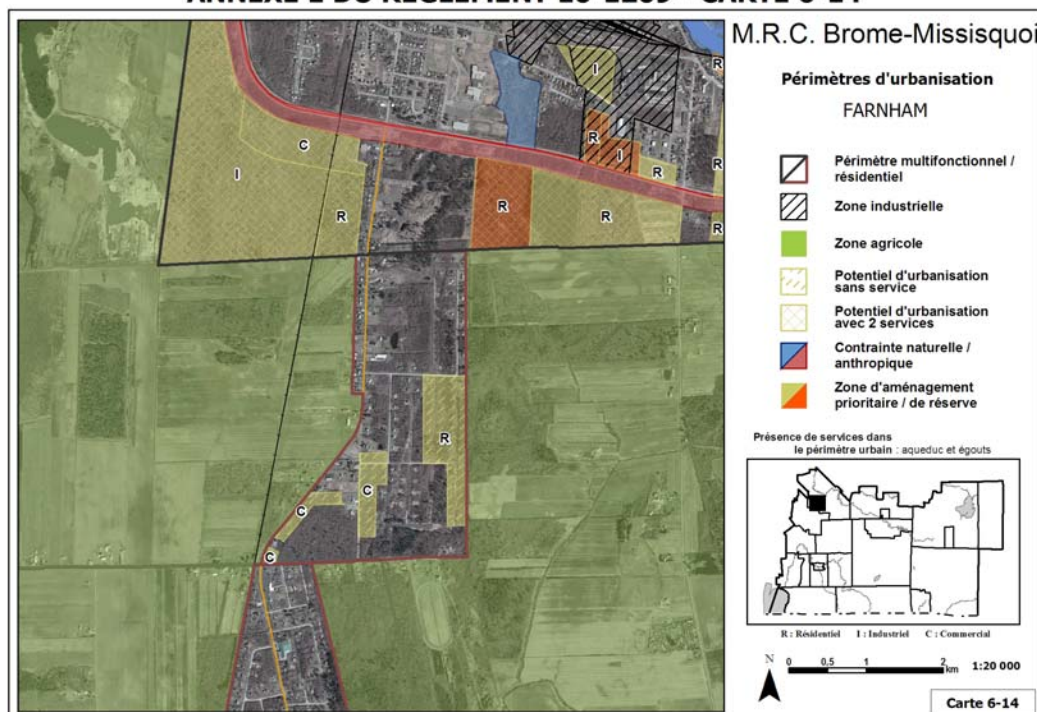 ANNEXE DU RÈGLEMENT CARTE 6-14
M.R.C. Brome-Missisquoi
Périmètres d'urbanisation
FARNHAM
Périmètre multifonctionnel /
résidentiel
Zone industrielle
Zone agricole
Potentiel d'urbanisation
sans service
Potentiel d'urbanisation
avec 2 services
Contrainte naturelle /
anthropique
Zone d'aménagement
prioritaire / de réserve
Présence de services dans
le périmètre urbain : aqueduc et égouts
R : Résidentiel I : Industriel C : Commercial
N
0 0.5 1 2
km
1:20 000
Carte 6-14
R
I
R
R
C
I
I
R
R
R
R
R
R
R
C
C
C